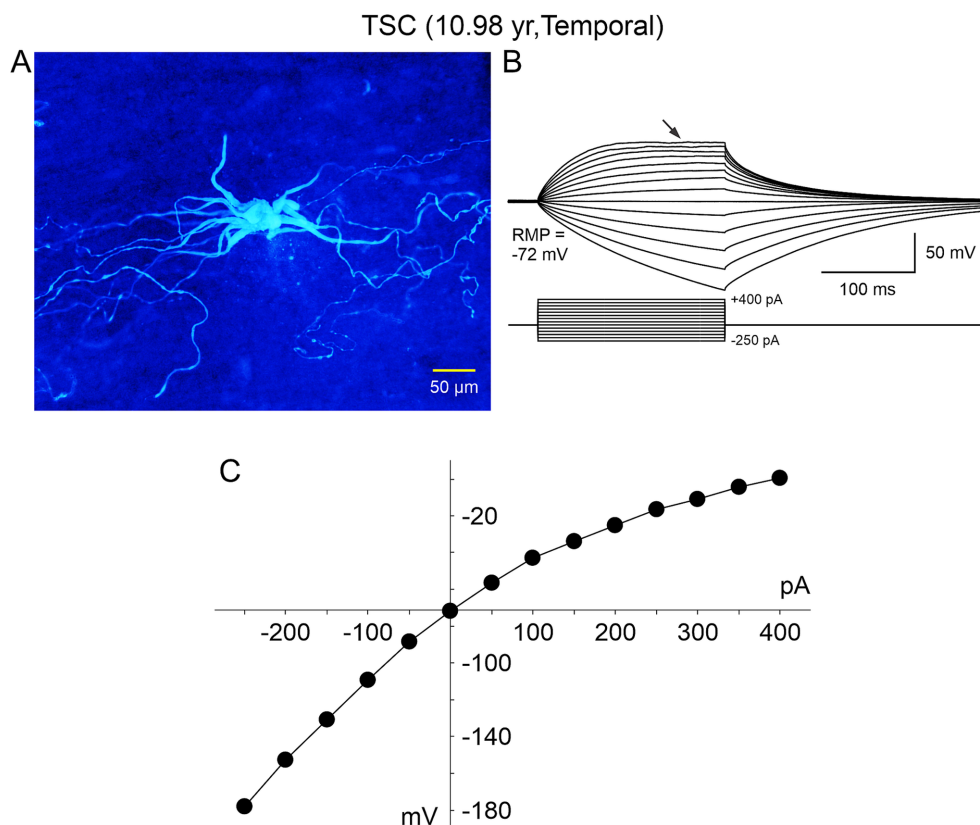 TSC (10.98 yr,Temporal)
A
B
RMP =
-72 mV
50 mV
100 ms
+400 pA
-250 pA
50 µm
C
-20
pA
-200 -100 100 200 300 400
-100
-140
mV -180